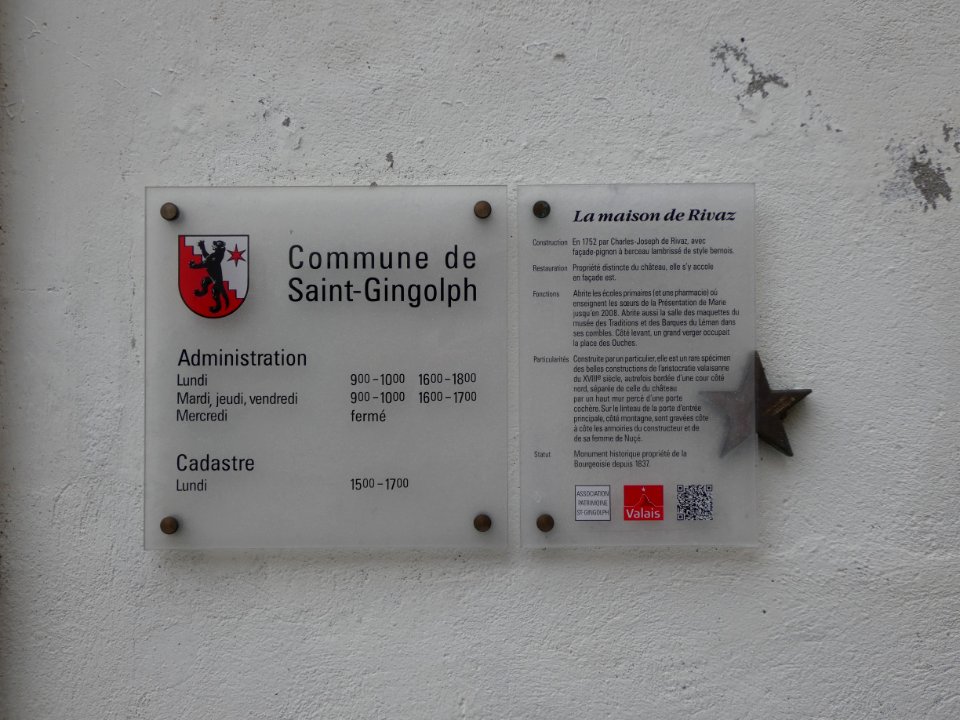 Commune de
Saint-Gingolph
Administration
Lundi 900 – 1000 1600 – 1800
Mardi, jeudi, vendredi 900 – 1000 1600 – 1700
Mercredi fermé
Cadastre
Lundi 1500 – 1700
La maison de Rivaz
Construction En 1752 par Charles-Joseph de Rivaz, avec
façade-pignon à berceau lambrissé de style bernois.
Restauration Propriété distincte du château, elle s'y accole
en façade est.
Fonctions Abrite les écoles primaires (et une pharmacie) où
enseignent les sœurs de la Présentation de Marie
jusqu'en 2008. Abrite aussi la salle des maquettes du
musée des Traditions et des Barques du Léman dans
ses combles. Côté levant, un grand verger occupait
la place des Ouches.
Particularités Construite par un particulier, elle est un rare spécimen
des belles constructions de l'aristocratie valaisanne
du XVIIIe siècle, autrefois bordée d'une cour côté
nord, séparée de celle du château
par un haut mur percé d'une porte
cochère. Sur le linteau de la porte d'entrée
principale, côté montagne, sont gravées côte
à côte les armoiries du constructeur et de
de sa femme de Nucé.
Statut Monument historique propriété de la
Bourgeoisie depuis 1837.
ASSOCIATION
PATRIMOINE
ST-GINGOLPH
Valais